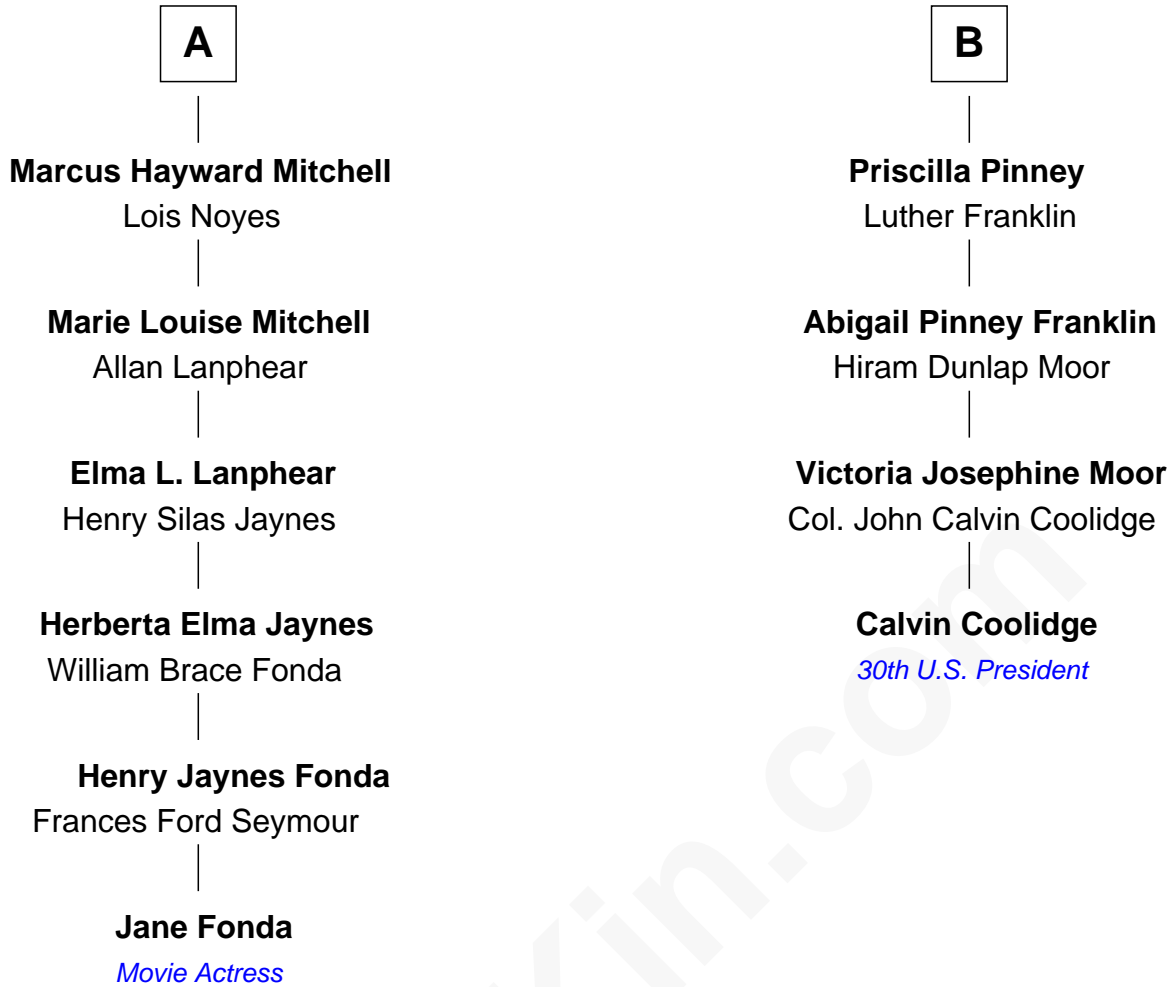 A
Marcus Hayward Mitchell
Lois Noyes
Marie Louise Mitchell
Allan Lanphear
Elma L. Lanphear
Henry Silas Jaynes
Herberta Elma Jaynes
William Brace Fonda
Henry Jaynes Fonda
Frances Ford Seymour
Jane Fonda
Movie Actress
B
Priscilla Pinney
Luther Franklin
Abigail Pinney Franklin
Hiram Dunlap Moor
Victoria Josephine Moor
Col. John Calvin Coolidge
Calvin Coolidge
30th U.S. President
Kin.com